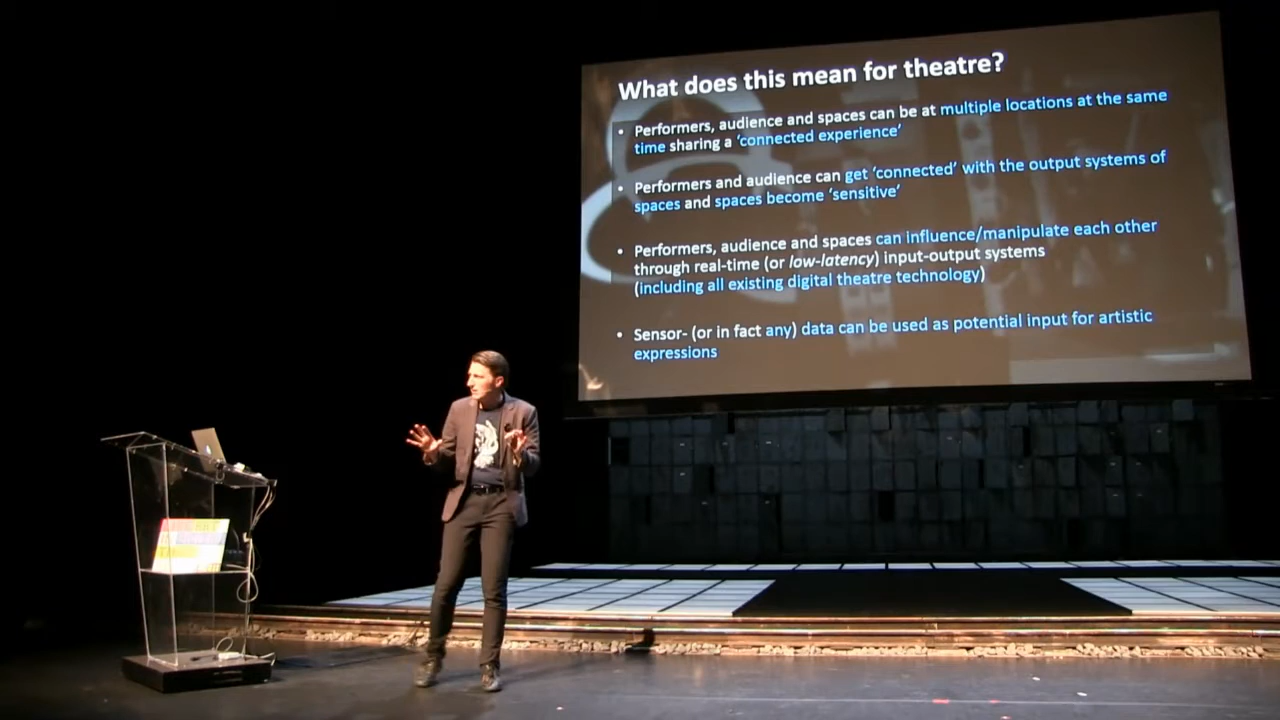 What does this mean for theatre?
• Performers, audience and spaces can be at multiple locations at the same
time sharing a ‘connected experience’
• Performers and audience can get ‘connected’ with the output systems of
spaces and spaces become ‘sensitive’
• Performers, audience and spaces can influence/manipulate each other
through real-time (or low-latency) input-output systems
(including all existing digital theatre technology)
• Sensor- (or in fact any) data can be used as potential input for artistic
expressions